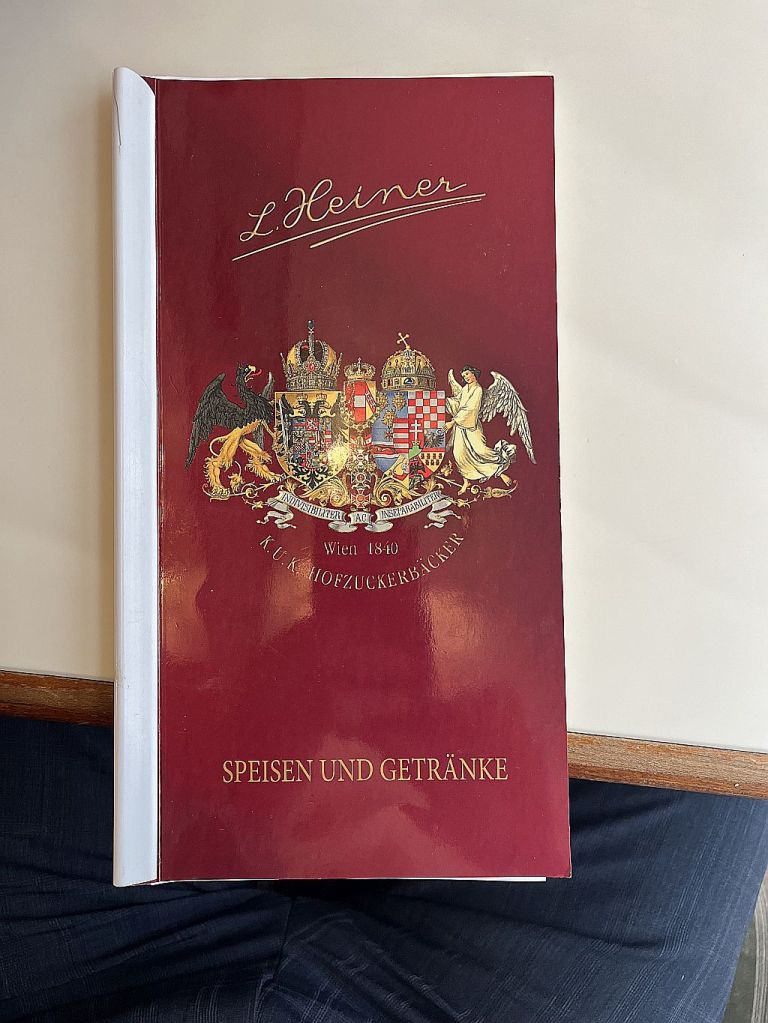 L. Heiner
INDIVISIBILITER AC INSEPARABILITER
Wien 1840
K.U.K. HOFZUCKERBÄCKER
SPEISEN UND GETRÄNKE